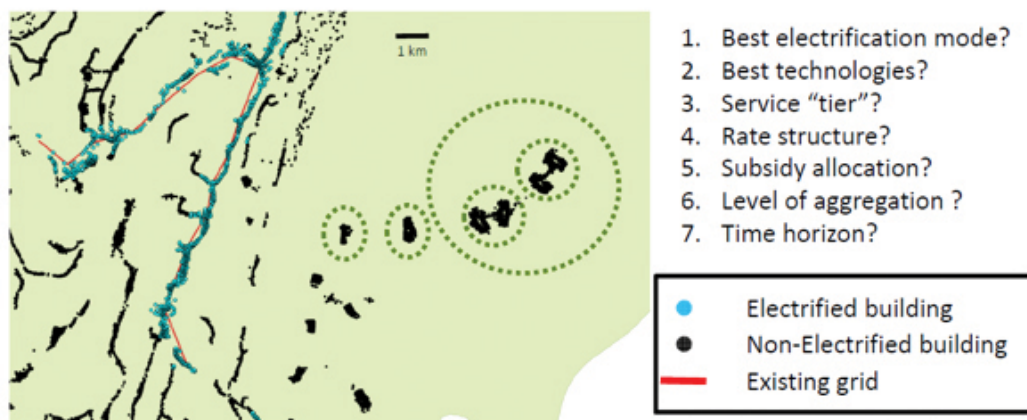 1 km
1. Best electrification mode?
2. Best technologies?
3. Service “tier”?
4. Rate structure?
5. Subsidy allocation?
6. Level of aggregation ?
7. Time horizon?
Electrified building
Non-Electrified building
Existing grid